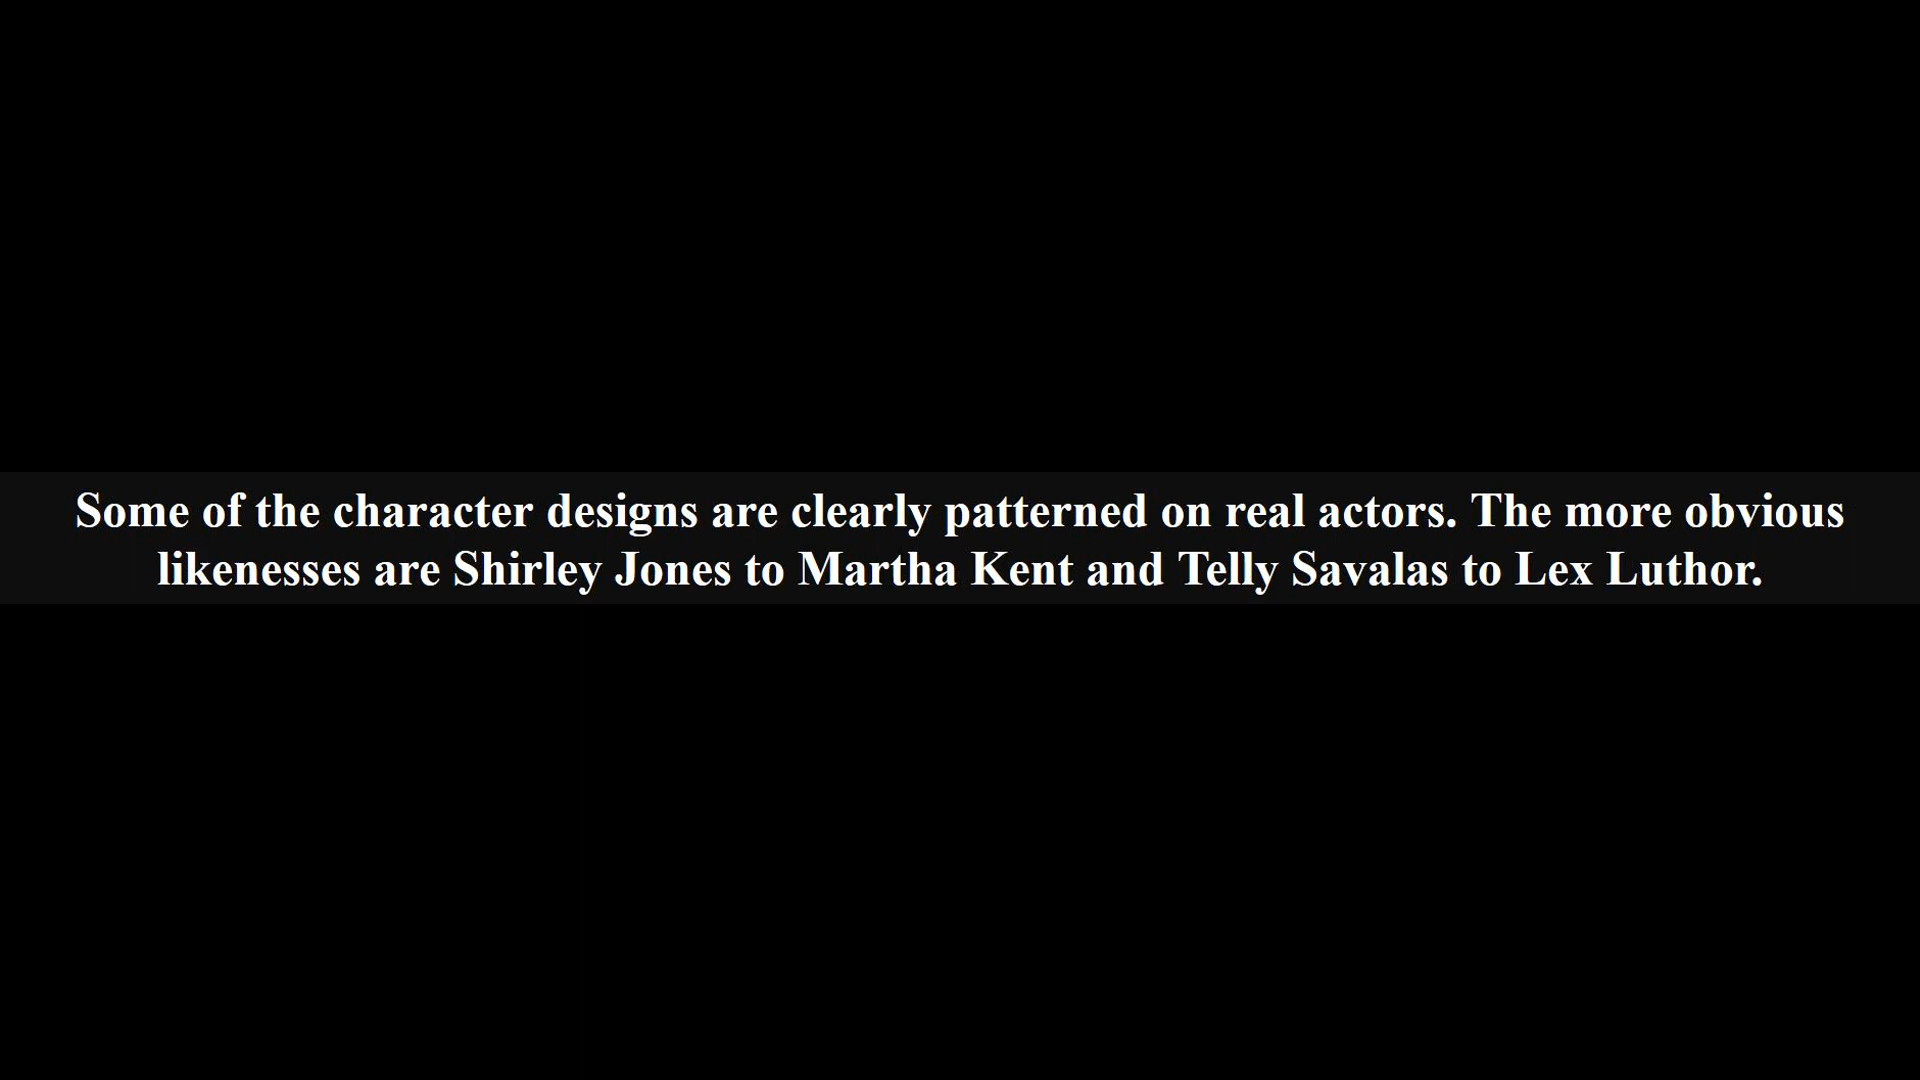 Some of the character designs are clearly patterned on real actors. The more obvious
likenesses are Shirley Jones to Martha Kent and Telly Savalas to Lex Luthor.